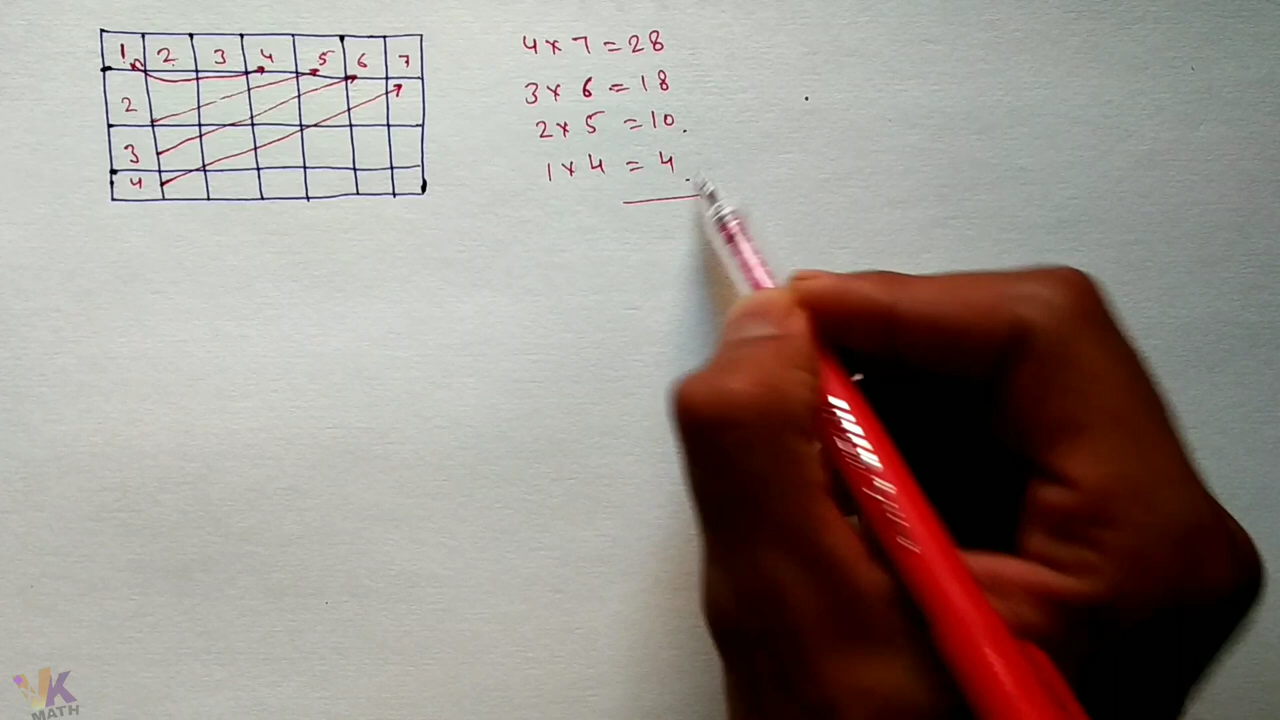 1 2 3 4 5 6 7
2
3
4
4 × 7 = 28
3 × 6 = 18
2 × 5 = 10.
1 × 4 = 4.
VK
MATH